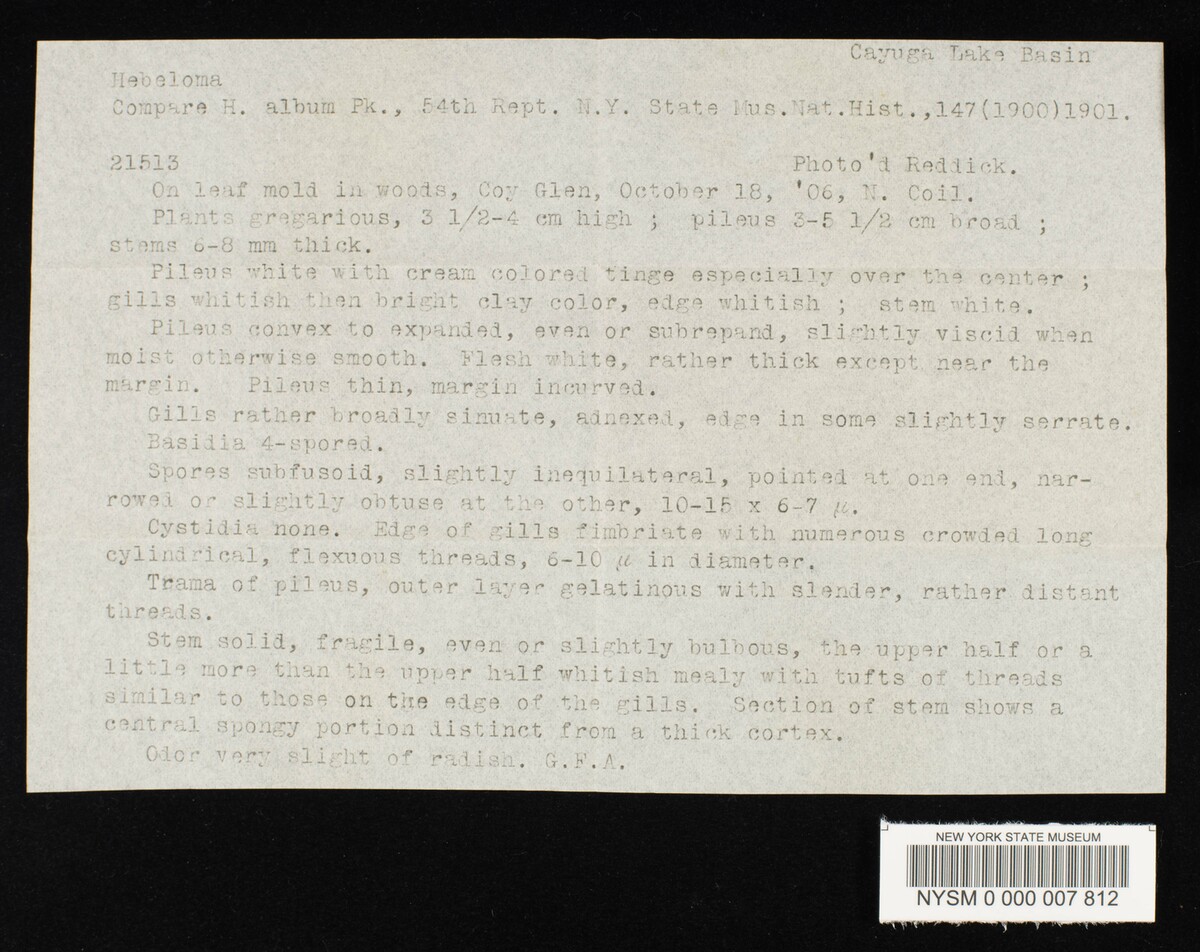 Cayuga Lake Basin
Hebeloma
Compare H. album Pk., 54th Rept. N.Y. State Mus.Nat.Hist.,147(1900)1901.
21513 Photo'd Reddick.
On leaf mold in woods, Coy Glen, October 18, '06, N. Coil.
Plants gregarious, 3 1/2-4 cm high ; pileus 3-5 1/2 cm broad ;
stems 6-8 mm thick.
Pileus white with cream colored tinge especially over the center ;
gills whitish then bright clay color, edge whitish ; stem white.
Pileus convex to expanded, even or subrepand, slightly viscid when
moist otherwise smooth. Flesh white, rather thick except near the
margin. Pileus thin, margin incurved.
Gills rather broadly sinuate, adnexed, edge in some slightly serrate.
Basidia 4-spored.
Spores subfusoid, slightly inequilateral, pointed at one end, nar-
rowed or slightly obtuse at the other, 10-15 x 6-7 μ.
Cystidia none. Edge of gills fimbriate with numerous crowded long
cylindrical, flexuous threads, 6-10 μ in diameter.
Trama of pileus, outer layer gelatinous with slender, rather distant
threads.
Stem solid, fragile, even or slightly bulbous, the upper half or a
little more than the upper half whitish mealy with tufts of threads
similar to those on the edge of the gills. Section of stem shows a
central spongy portion distinct from a thick cortex.
Odor very slight of radish. G.F.A.
NEW YORK STATE MUSEUM
NYSM 0 000 007 812